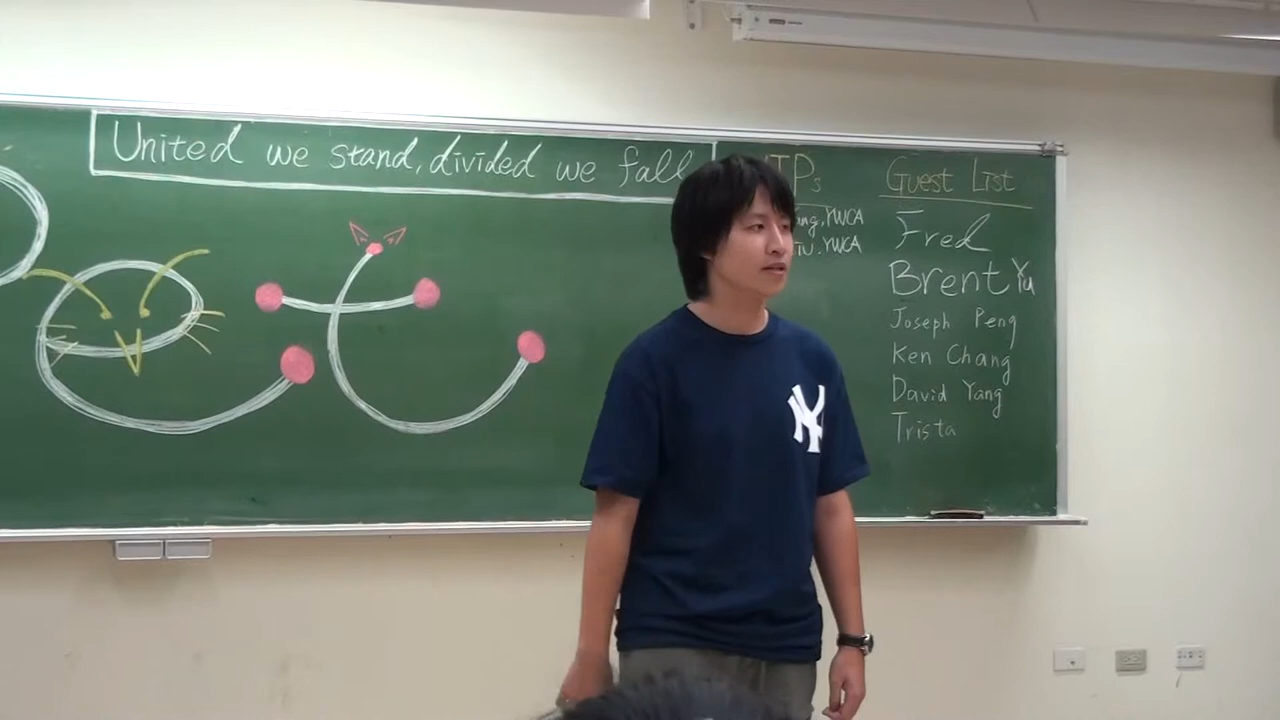 United we stand, divided we fall
Ps
YWCA
YWCA
Guest List
Fred
Brent Yu
Joseph Peng
Ken Chang
David Yang
Trista
NY